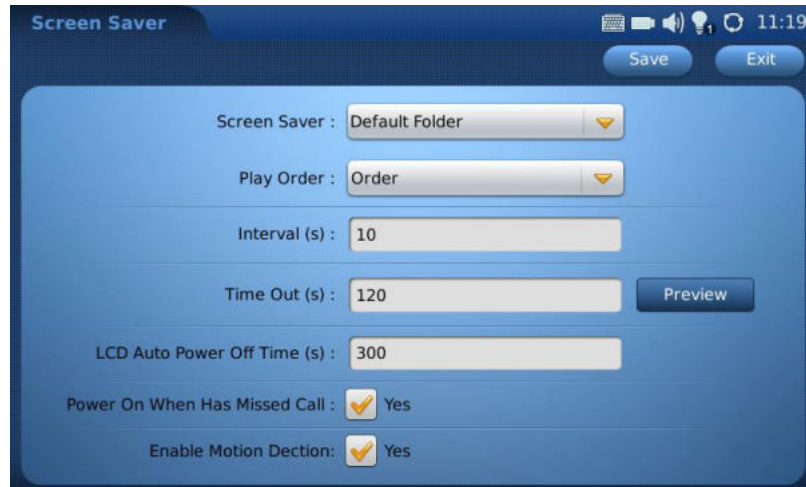 Screen Saver
1
11:19
Save
Exit
Screen Saver :
Default Folder
Play Order :
Order
Interval (s) :
10
Time Out (s) :
120
Preview
LCD Auto Power Off Time (s) :
300
Power On When Has Missed Call :
Yes
Enable Motion Dection:
Yes